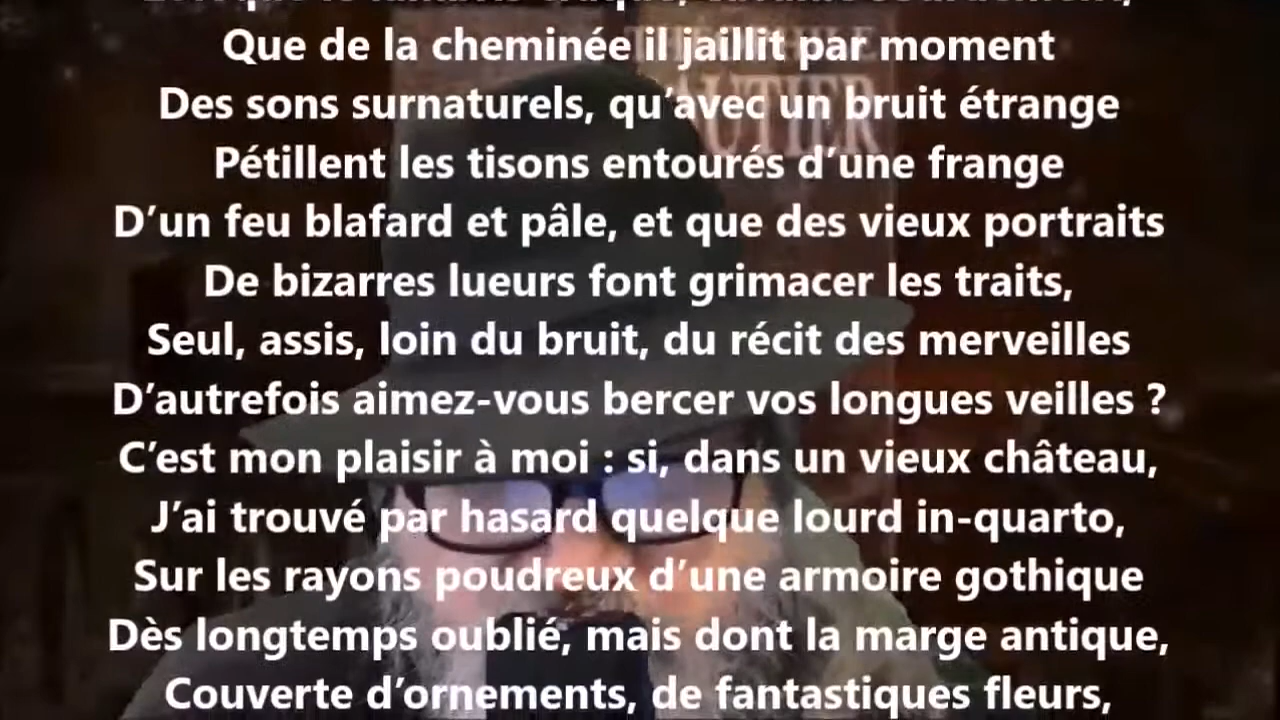 THÉOPHILE
GAUTIER
Que de la cheminée il jaillit par moment
Des sons surnaturels, qu’avec un bruit étrange
Pétillent les tisons entourés d’une frange
D’un feu blafard et pâle, et que des vieux portraits
De bizarres lueurs font grimacer les traits,
Seul, assis, loin du bruit, du récit des merveilles
D’autrefois aimez-vous bercer vos longues veilles ?
C’est mon plaisir à moi : si, dans un vieux château,
J’ai trouvé par hasard quelque lourd in-quarto,
Sur les rayons poudreux d’une armoire gothique
Dès longtemps oublié, mais dont la marge antique,
Couverte d’ornements, de fantastiques fleurs,